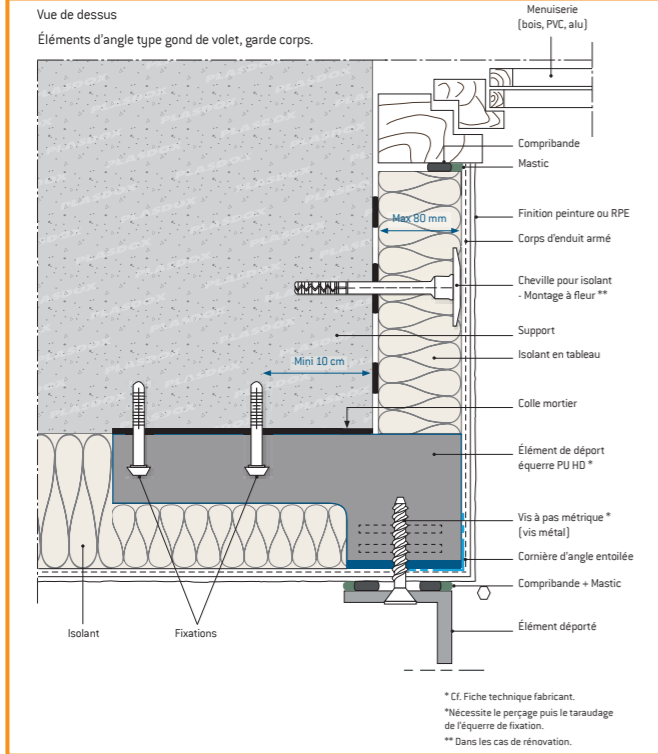 Vue de dessus
Éléments d'angle type gond de volet, garde corps.
Menuiserie
(bois, PVC, alu)
Compribande
Mastic
Max 80 mm
Finition peinture ou RPE
Corps d'enduit armé
Cheville pour isolant
- Montage à fleur **
Support
Mini 10 cm
Isolant en tableau
Colle mortier
Élément de déport
équerre PU HD *
Vis à pas métrique *
(vis métal)
Cornière d'angle entoilée
Compribande + Mastic
Isolant
Fixations
Élément déporté
* Cf. Fiche technique fabricant.
*Nécessite le perçage puis le taraudage
de l'équerre de fixation.
** Dans les cas de rénovation.